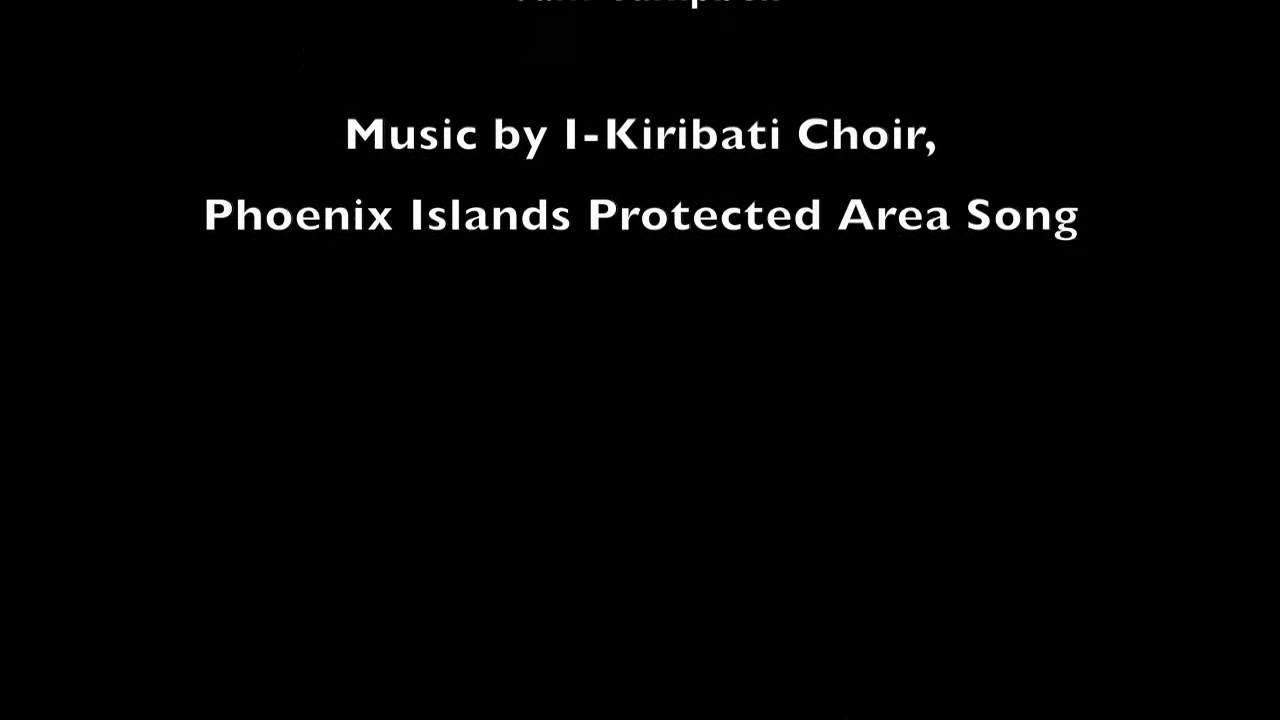 Music by I-Kiribati Choir,
Phoenix Islands Protected Area Song